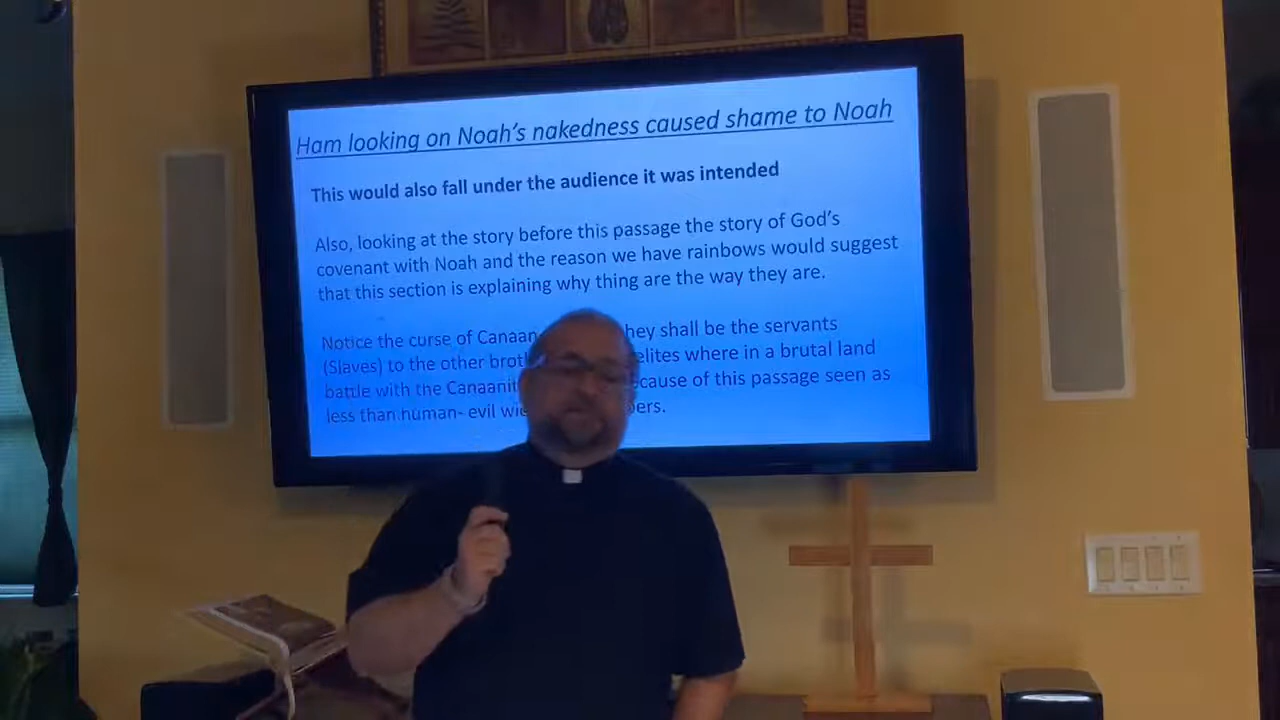 Ham looking on Noah's nakedness caused shame to Noah
This would also fall under the audience it was intended
Also, looking at the story before this passage the story of God's
covenant with Noah and the reason we have rainbows would suggest
that this section is explaining why thing are the way they are.
Notice the curse of Canaan hey shall be the servants
(Slaves) to the other brot elites where in a brutal land
battle with the Canaanit cause of this passage seen as
less than human- evil wi ers.